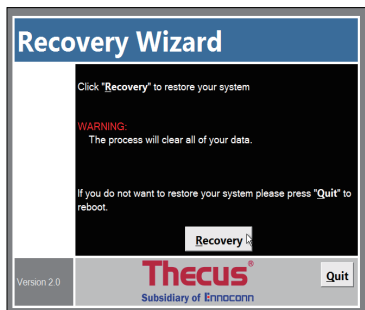 Recovery Wizard
Click "Recovery" to restore your system
WARNING:
The process will clear all of your data.
If you do not want to restore your system please press "Quit" to
reboot.
Recovery
Version 2.0
Thecus®
Quit
Subsidiary of Ennoconn